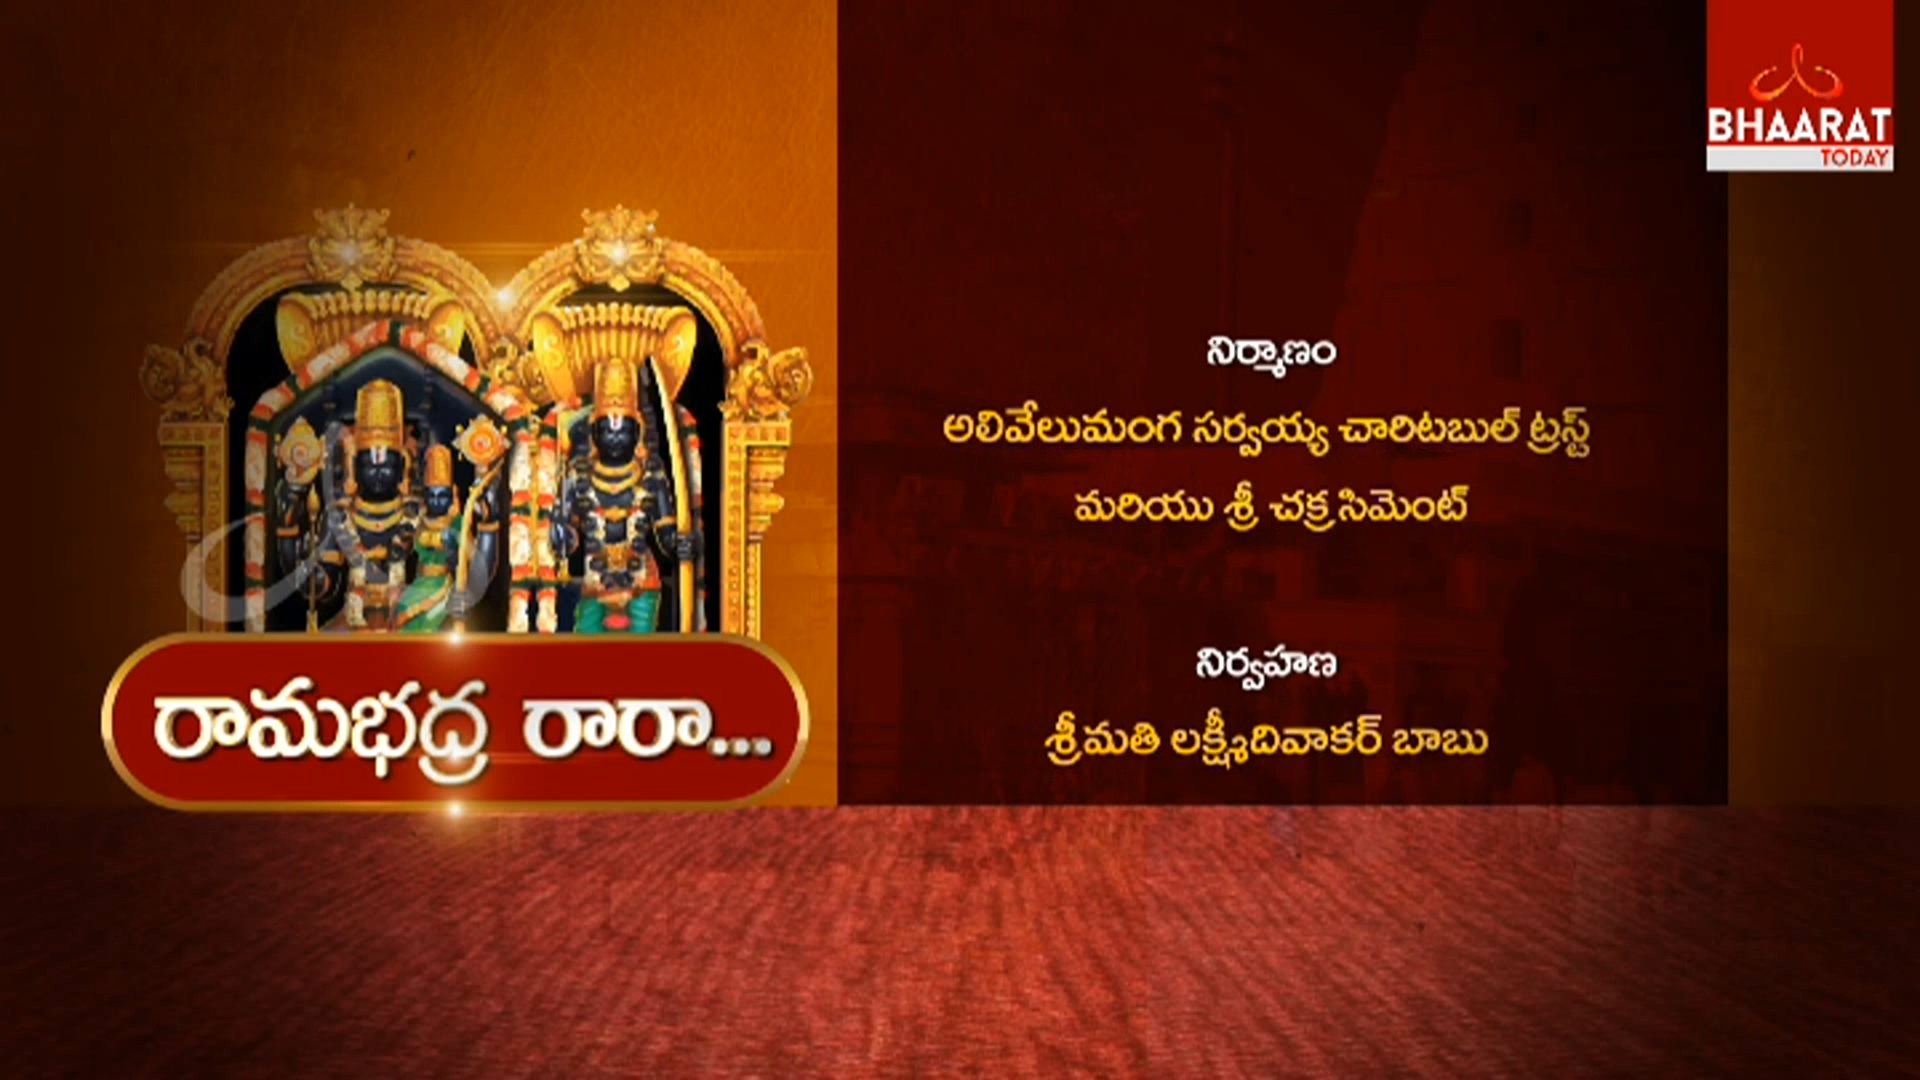 BHAARAT
TODAY
నిర్మాణం
అలివేలుమంగ సర్వయ్య చారిటబుల్ ట్రస్ట్
మరియు శ్రీ చక్ర సిమెంట్
నిర్వహణ
శ్రీమతి లక్ష్మీదివాకర్ బాబు
రామభద్ర రారా...